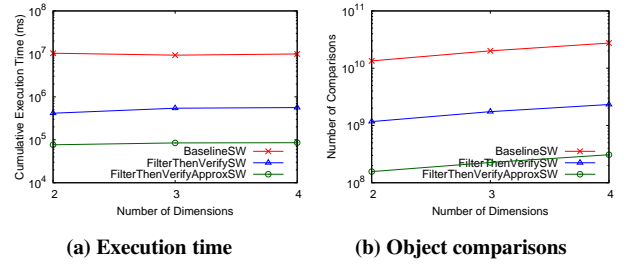 Cumulative Execution Time (ms)
10^8
10^7
10^6
10^5
10^4
BaselineSW
FilterThenVerifySW
FilterThenVerifyApproxSW
2 3 4
Number of Dimensions
(a) Execution time
Number of Comparisons
10^11
10^10
10^9
10^8
BaselineSW
FilterThenVerifySW
FilterThenVerifyApproxSW
2 3 4
Number of Dimensions
(b) Object comparisons